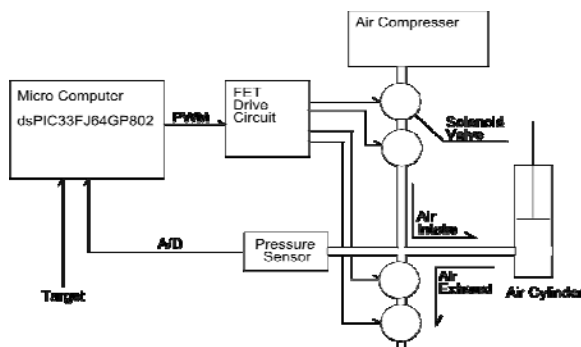 Air Compresser
Micro Computer
dsPIC33FJ64GP802
PWM
FET
Drive
Circuit
Solonoid
Valve
Air
Intake
A/D
Pressure
Sensor
Target
Air
Exhaust
Air Cylinder